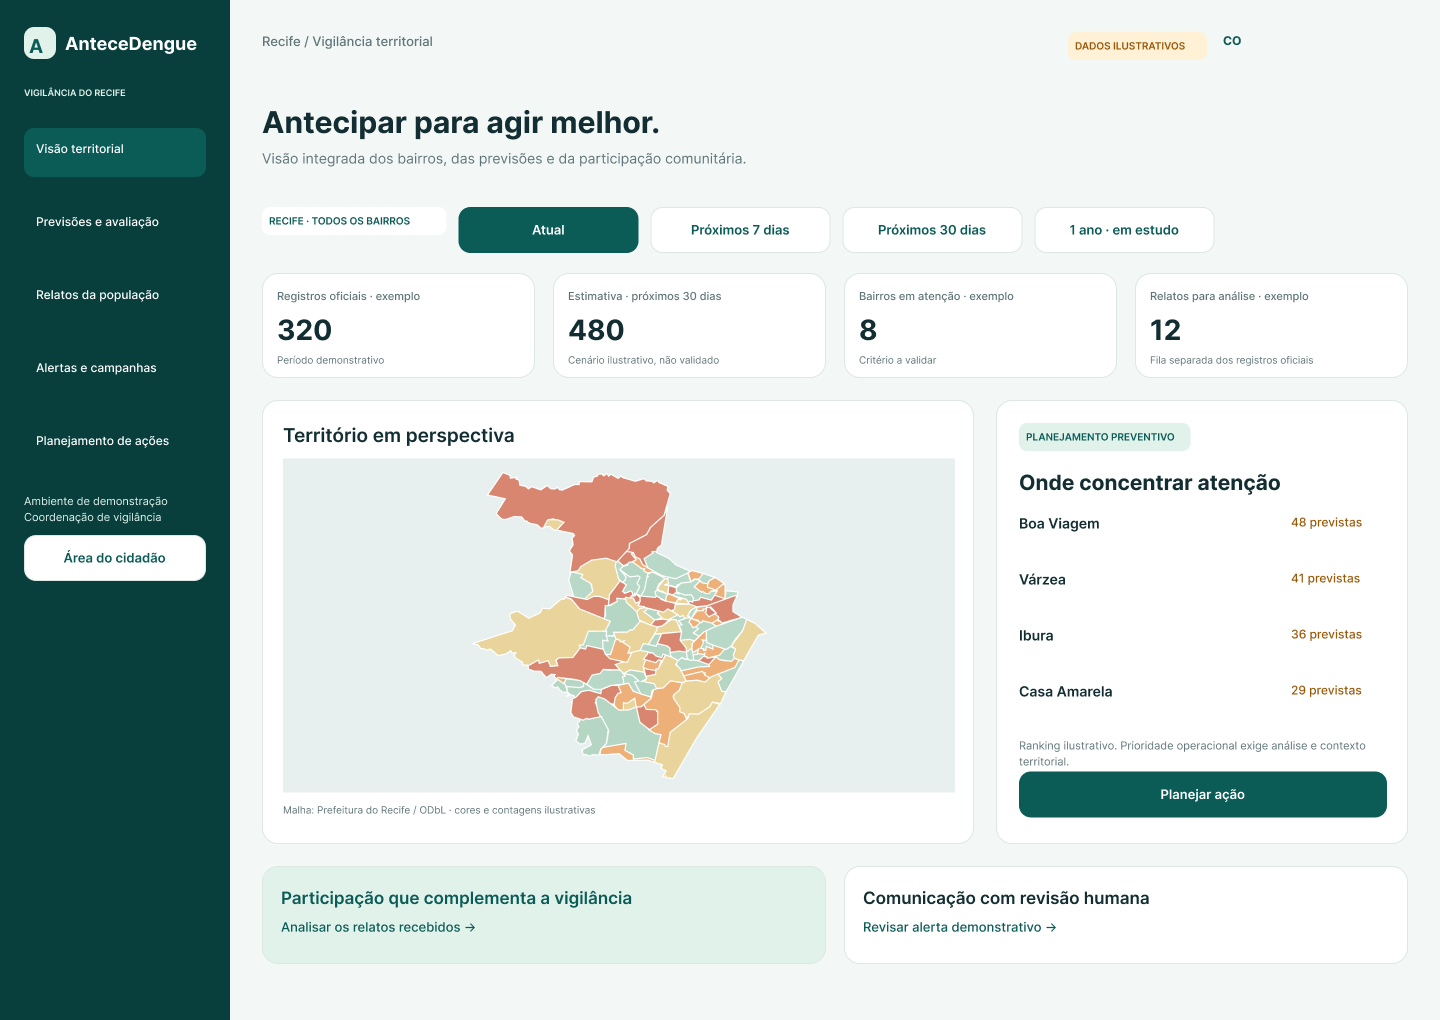 A AnteceDengue
VIGILÂNCIA DO RECIFE
Visão territorial
Previsões e avaliação
Relatos da população
Alertas e campanhas
Planejamento de ações
Ambiente de demonstração
Coordenação de vigilância
Área do cidadão
Recife / Vigilância territorial
DADOS ILUSTRATIVOS
CO
Antecipar para agir melhor.
Visão integrada dos bairros, das previsões e da participação comunitária.
RECIFE · TODOS OS BAIRROS
Atual
Próximos 7 dias
Próximos 30 dias
1 ano · em estudo
Registros oficiais · exemplo
320
Período demonstrativo
Estimativa · próximos 30 dias
480
Cenário ilustrativo, não validado
Bairros em atenção · exemplo
8
Critério a validar
Relatos para análise · exemplo
12
Fila separada dos registros oficiais
Território em perspectiva
Malha: Prefeitura do Recife / ODbL · cores e contagens ilustrativas
PLANEJAMENTO PREVENTIVO
Onde concentrar atenção
Boa Viagem 48 previstas
Várzea 41 previstas
Ibura 36 previstas
Casa Amarela 29 previstas
Ranking ilustrativo. Prioridade operacional exige análise e contexto
territorial.
Planejar ação
Participação que complementa a vigilância
Analisar os relatos recebidos →
Comunicação com revisão humana
Revisar alerta demonstrativo →